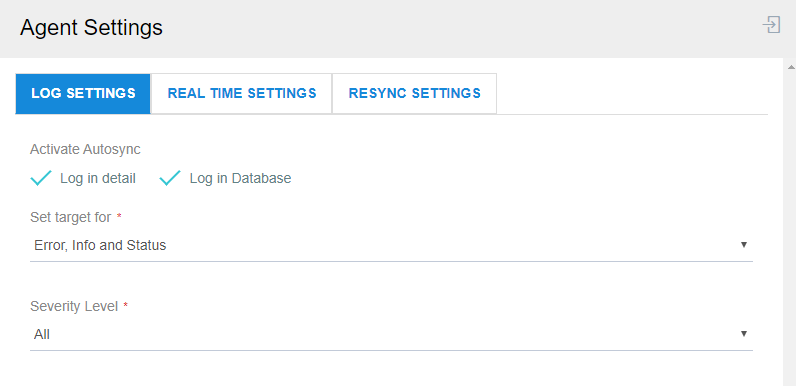 Agent Settings
LOG SETTINGS REAL TIME SETTINGS RESYNC SETTINGS
Activate Autosync
Log in detail Log in Database
Set target for *
Error, Info and Status
Severity Level *
All